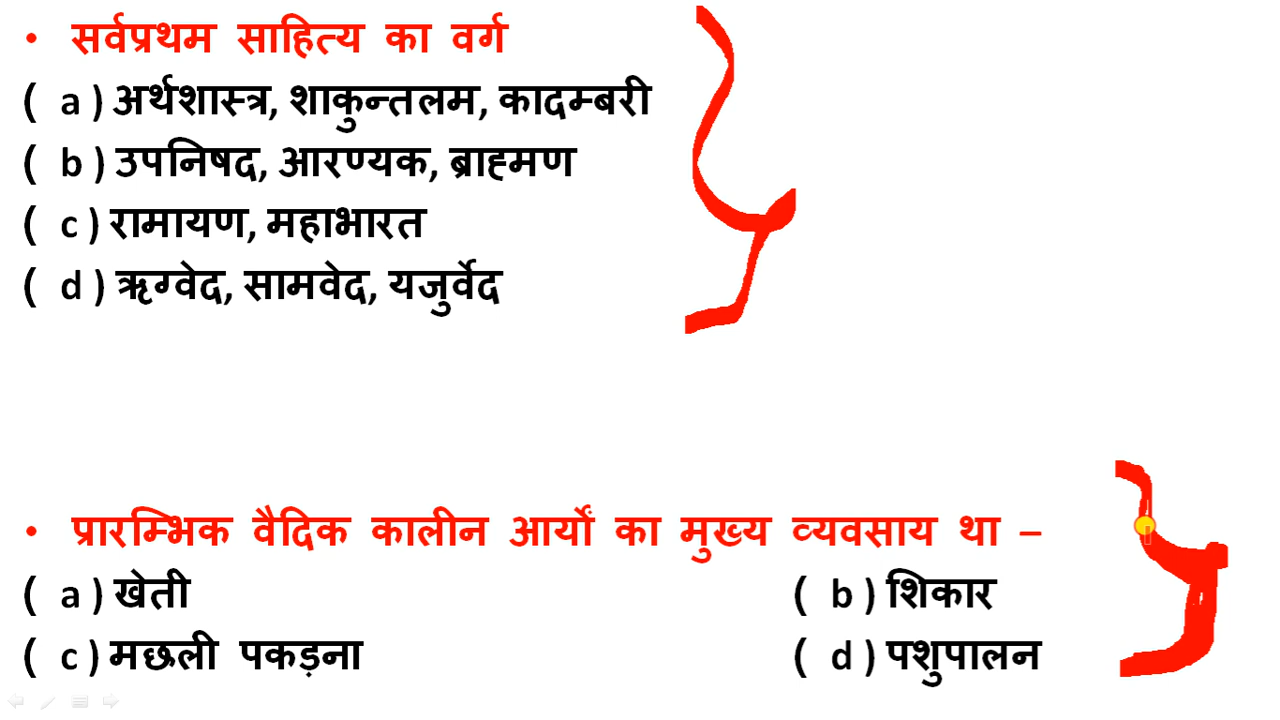 • सर्वप्रथम साहित्य का वर्ग
( a ) अर्थशास्त्र, शाकुन्तलम, कादम्बरी
( b ) उपनिषद, आरण्यक, ब्राह्मण
( c ) रामायण, महाभारत
( d ) ऋग्वेद, सामवेद, यजुर्वेद
• प्रारम्भिक वैदिक कालीन आर्यों का मुख्य व्यवसाय था –
( a ) खेती ( b ) शिकार
( c ) मछली पकड़ना ( d ) पशुपालन